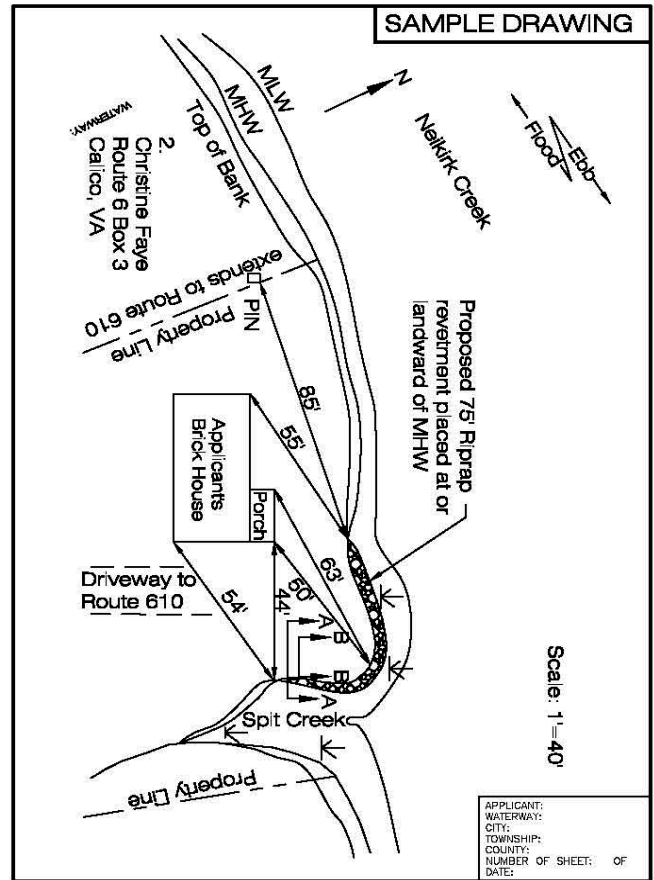 SAMPLE DRAWING
MLW
MHW
Top of Bank
N
Neikirk Creek
Flood
Ebb
WATERWAY:
2.
Christine Faye
Route 6 Box 3
Calico, VA
extends to Route 610
Property Line
PIN
Proposed 75' Riprap
revetment placed at or
landward of MHW
85'
55'
Applicant's
Brick House
Porch
63'
50'
44'
54'
Driveway to
Route 610
A
B
B
A
Spit Creek
Scale: 1"=40'
Property Line
APPLICANT:
WATERWAY:
CITY:
TOWNSHIP:
COUNTY:
NUMBER OF SHEET: OF
DATE: